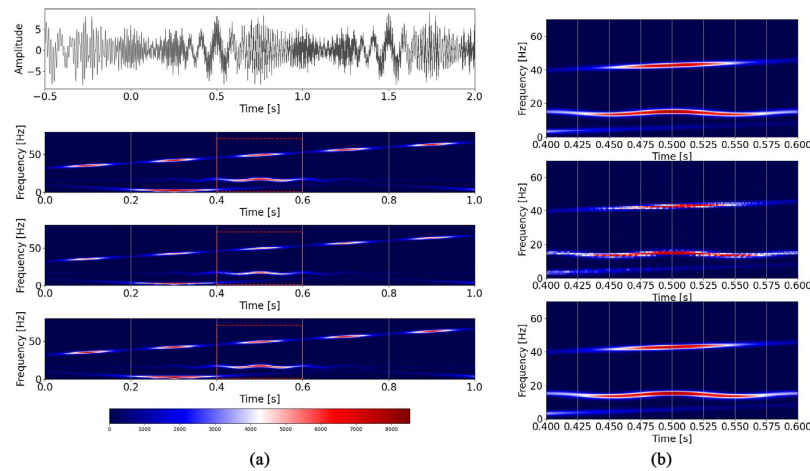 Amplitude
5
0
−5
−0.5 0.0 0.5 1.0 1.5 2.0
Time [s]
Frequency [Hz]
50
0
0.0 0.2 0.4 0.6 0.8 1.0
Time [s]
Frequency [Hz]
50
0
0.0 0.2 0.4 0.6 0.8 1.0
Time [s]
Frequency [Hz]
50
0
0.0 0.2 0.4 0.6 0.8 1.0
Time [s]
0 1000 2000 3000 4000 5000 6000 7000 8000
(a)
Frequency [Hz]
60
40
20
0
0.400 0.425 0.450 0.475 0.500 0.525 0.550 0.575 0.600
Time [s]
Frequency [Hz]
60
40
20
0
0.400 0.425 0.450 0.475 0.500 0.525 0.550 0.575 0.600
Time [s]
Frequency [Hz]
60
40
20
0
0.400 0.425 0.450 0.475 0.500 0.525 0.550 0.575 0.600
Time [s]
(b)